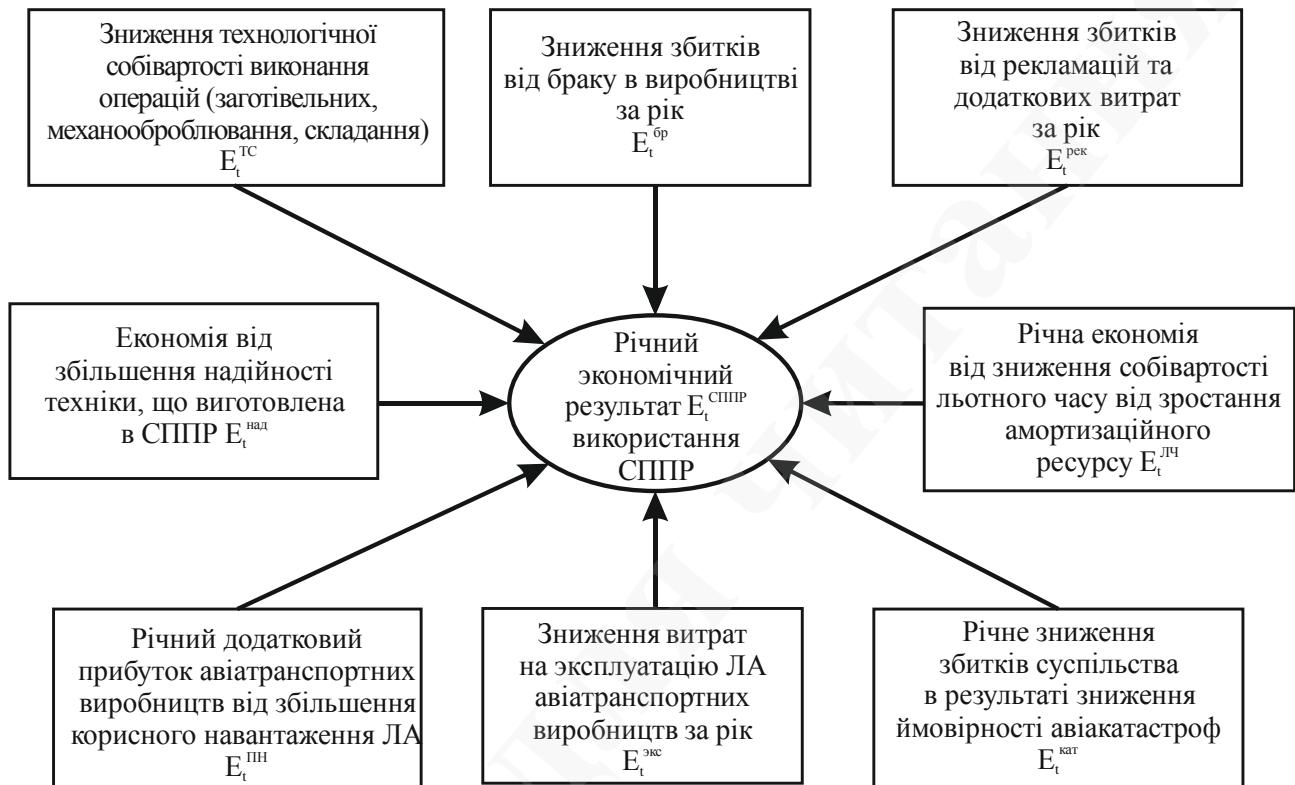 Зниження технологічної
собівартості виконання
операцій (заготівельних,
механооброблювання, складання)
E_t^ТС
Зниження збитків
від браку в виробництві
за рік
E_t^бр
Зниження збитків
від рекламацій та
додаткових витрат
за рік
E_t^рек
Економія від
збільшення надійності
техніки, що виготовлена
в СППР E_t^над
Річний
экономічний
результат E_t^СППР
використання
СППР
Річна економія
від зниження собівартості
льотного часу від зростання
амортизаційного
ресурсу E_t^ЛЧ
Річний додатковий
прибуток авіатранспортних
виробництв від збільшення
корисного навантаження ЛА
E_t^ПН
Зниження витрат
на эксплуатацію ЛА
авіатранспортних
виробництв за рік
E_t^экс
Річне зниження
збитків суспільства
в результаті зниження
ймовірності авіакатастроф
E_t^кат